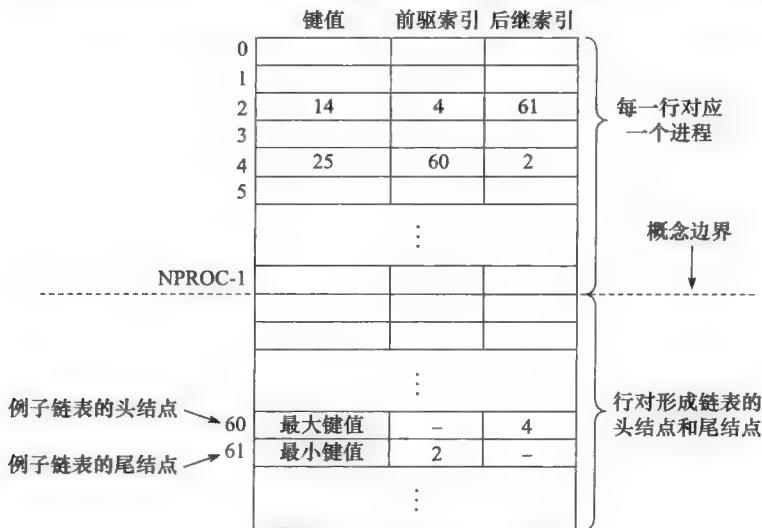 键值 前驱索引 后继索引
0
1
2 14 4 61
3
4 25 60 2
5
⋮
NPROC-1
每一行对应
一个进程
概念边界
⋮
例子链表的头结点
60 最大键值 – 4
例子链表的尾结点
61 最小键值 2 –
⋮
行对形成链表的
头结点和尾结点